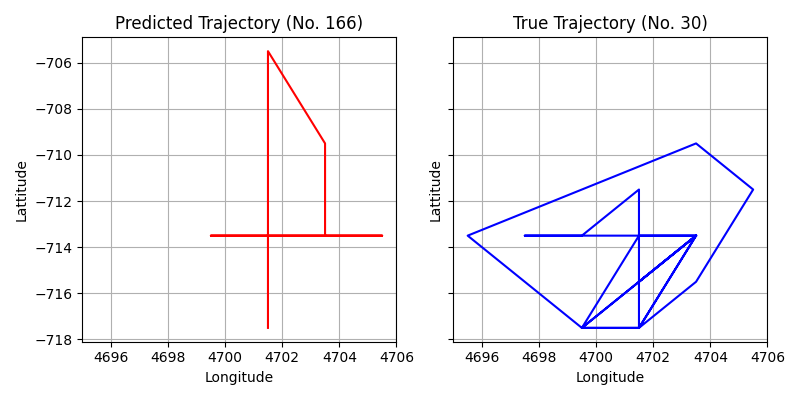 Predicted Trajectory (No. 166)
−706
−708
−710
−712
−714
−716
−718
Lattitude
4696 4698 4700 4702 4704 4706
Longitude
True Trajectory (No. 30)
Lattitude
4696 4698 4700 4702 4704 4706
Longitude